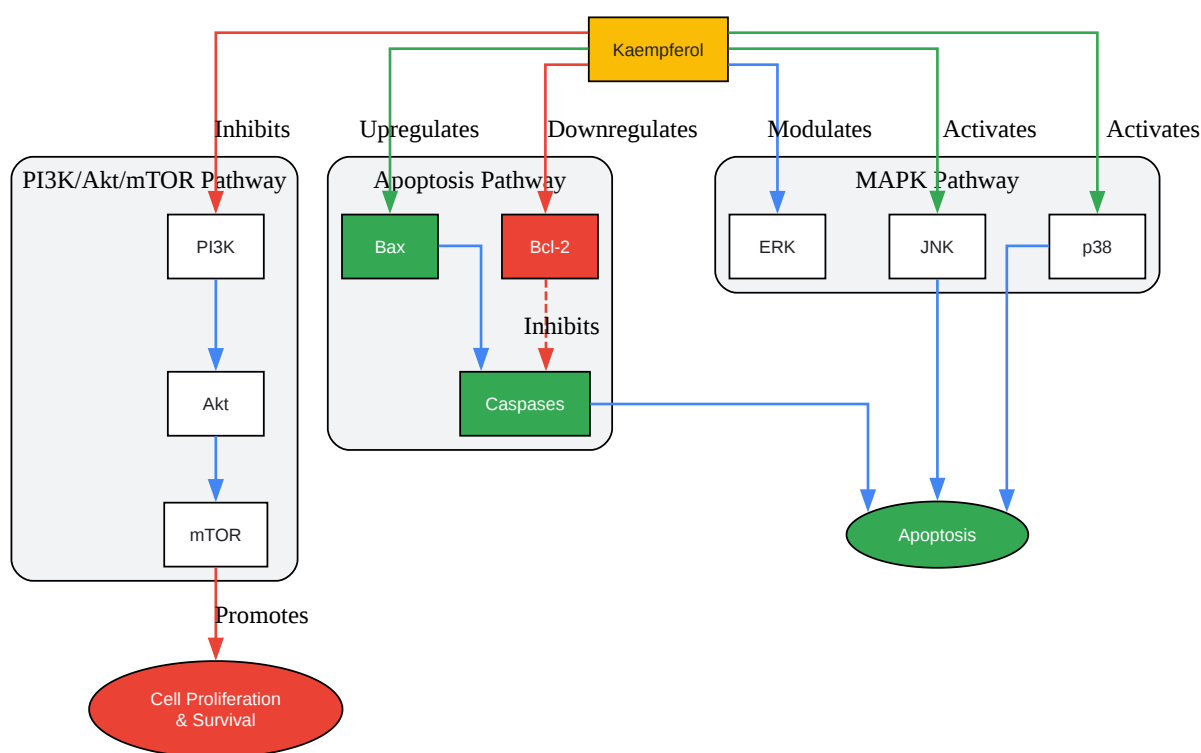 Kaempferol
Inhibits
Upregulates
Downregulates
Modulates
Activates
Activates
PI3K/Akt/mTOR Pathway
Apoptosis Pathway
MAPK Pathway
PI3K
Bax
Bcl-2
ERK
JNK
p38
Inhibits
Akt
Caspases
mTOR
Apoptosis
Promotes
Cell Proliferation
& Survival